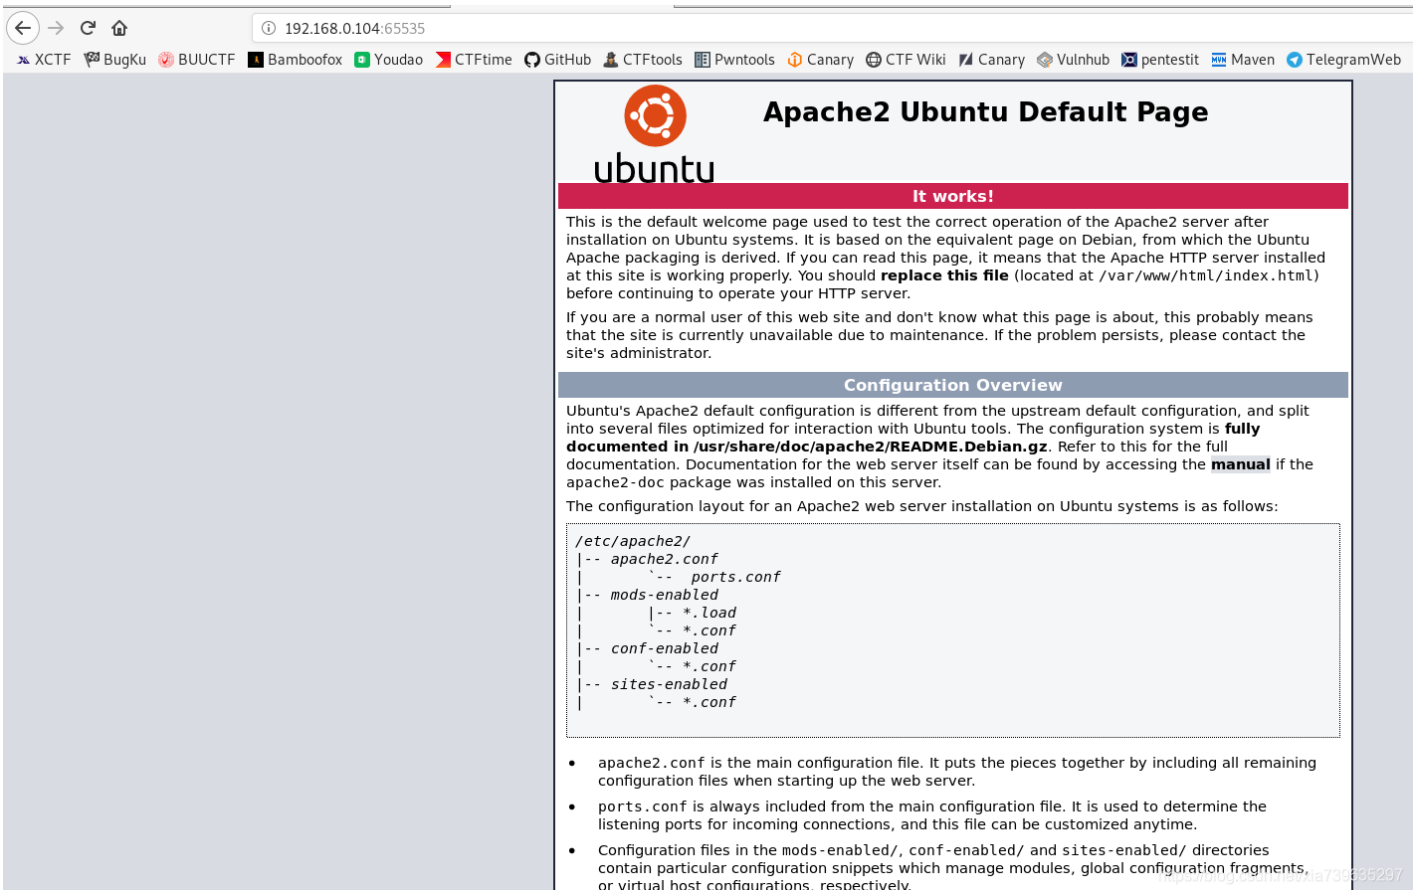 192.168.0.104:65535
XCTF BugKu BUUCTF Bamboofox Youdao CTFtime GitHub CTFtools Pwntools Canary CTF Wiki Canary Vulnhub pentestit Maven TelegramWeb
ubuntu
Apache2 Ubuntu Default Page
It works!
This is the default welcome page used to test the correct operation of the Apache2 server after
installation on Ubuntu systems. It is based on the equivalent page on Debian, from which the Ubuntu
Apache packaging is derived. If you can read this page, it means that the Apache HTTP server installed
at this site is working properly. You should replace this file (located at /var/www/html/index.html)
before continuing to operate your HTTP server.
If you are a normal user of this web site and don't know what this page is about, this probably means
that the site is currently unavailable due to maintenance. If the problem persists, please contact the
site's administrator.
Configuration Overview
Ubuntu's Apache2 default configuration is different from the upstream default configuration, and split
into several files optimized for interaction with Ubuntu tools. The configuration system is fully
documented in /usr/share/doc/apache2/README.Debian.gz. Refer to this for the full
documentation. Documentation for the web server itself can be found by accessing the manual if the
apache2-doc package was installed on this server.
The configuration layout for an Apache2 web server installation on Ubuntu systems is as follows:
/etc/apache2/
|-- apache2.conf
|       `--  ports.conf
|-- mods-enabled
|       |-- *.load
|       `-- *.conf
|-- conf-enabled
|       `-- *.conf
|-- sites-enabled
|       `-- *.conf
• apache2.conf is the main configuration file. It puts the pieces together by including all remaining
configuration files when starting up the web server.
• ports.conf is always included from the main configuration file. It is used to determine the
listening ports for incoming connections, and this file can be customized anytime.
• Configuration files in the mods-enabled/, conf-enabled/ and sites-enabled/ directories
contain particular configuration snippets which manage modules, global configuration fragments,
or virtual host configurations, respectively.